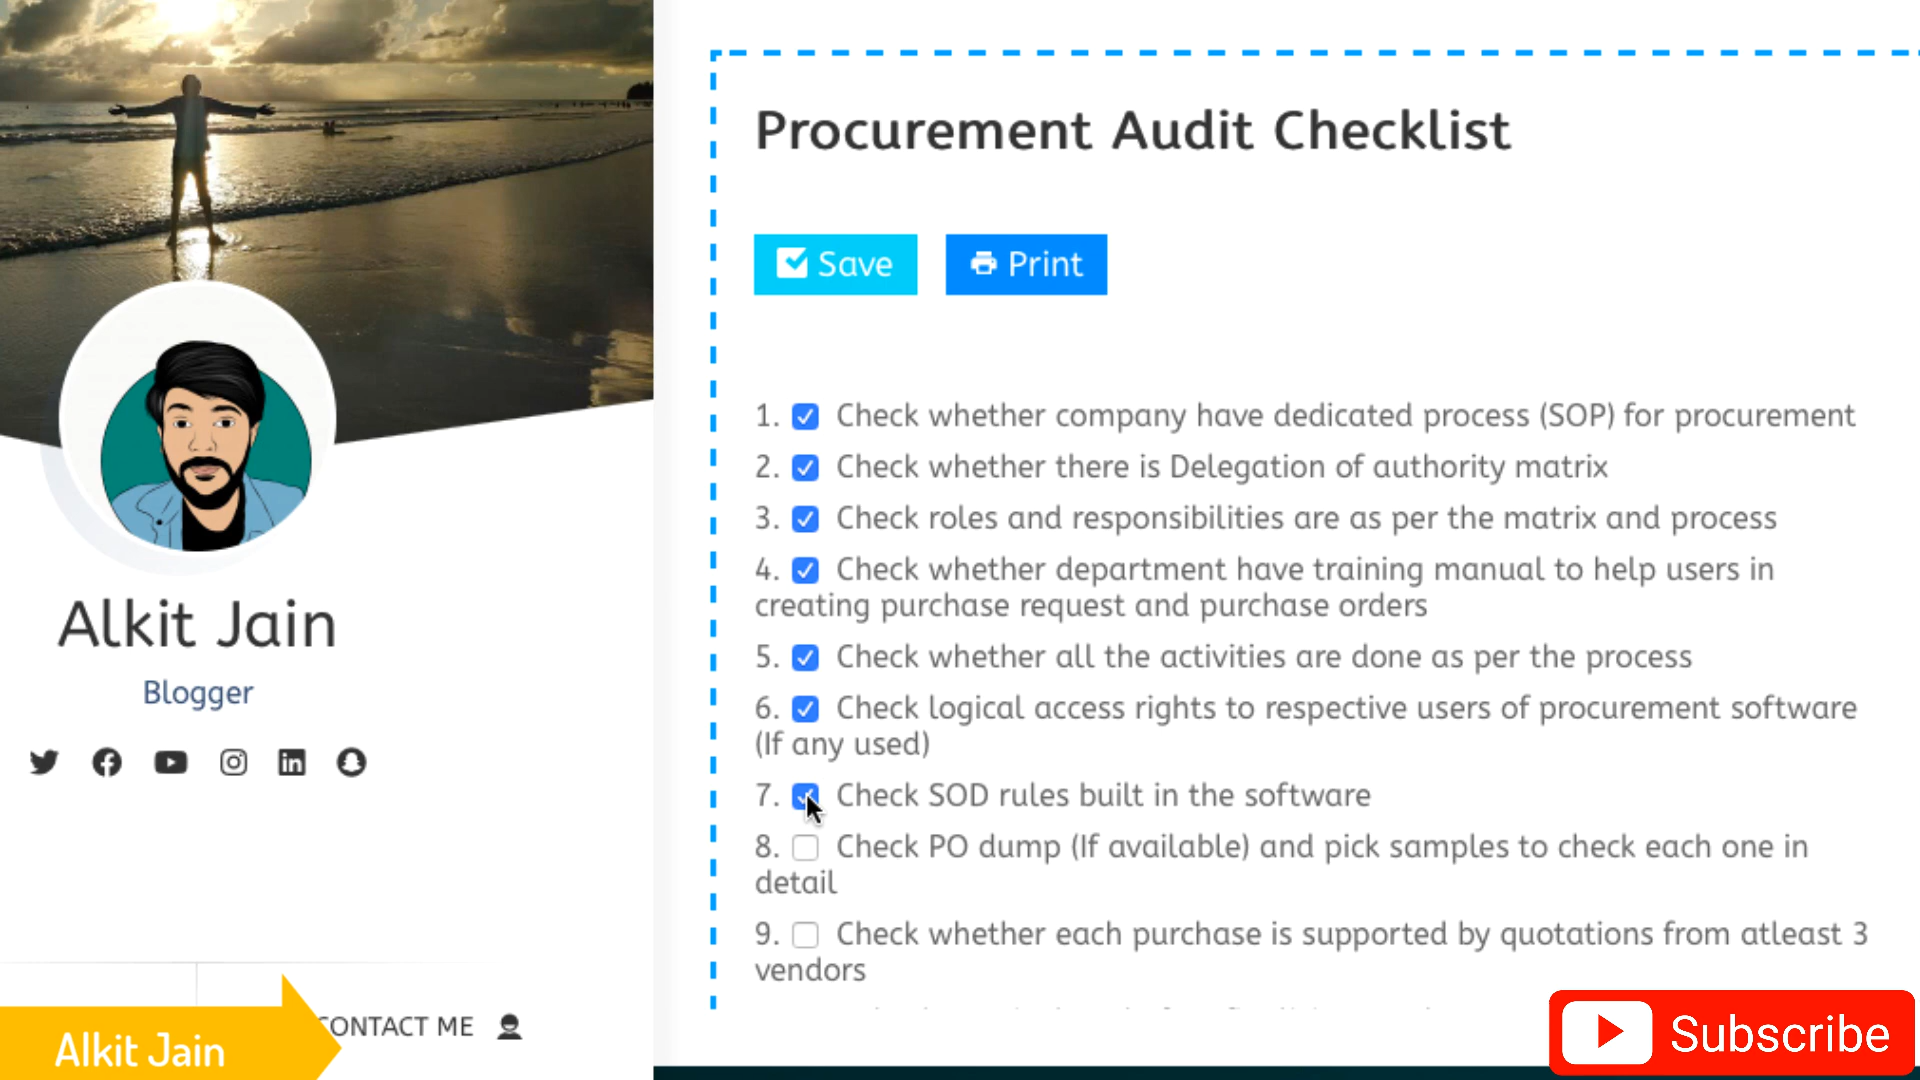 Procurement Audit Checklist
Save
Print
1. Check whether company have dedicated process (SOP) for procurement
2. Check whether there is Delegation of authority matrix
3. Check roles and responsibilities are as per the matrix and process
4. Check whether department have training manual to help users in
creating purchase request and purchase orders
5. Check whether all the activities are done as per the process
6. Check logical access rights to respective users of procurement software
(If any used)
7. Check SOD rules built in the software
8. Check PO dump (If available) and pick samples to check each one in
detail
9. Check whether each purchase is supported by quotations from atleast 3
vendors
Alkit Jain
Blogger
CONTACT ME
Alkit Jain
Subscribe